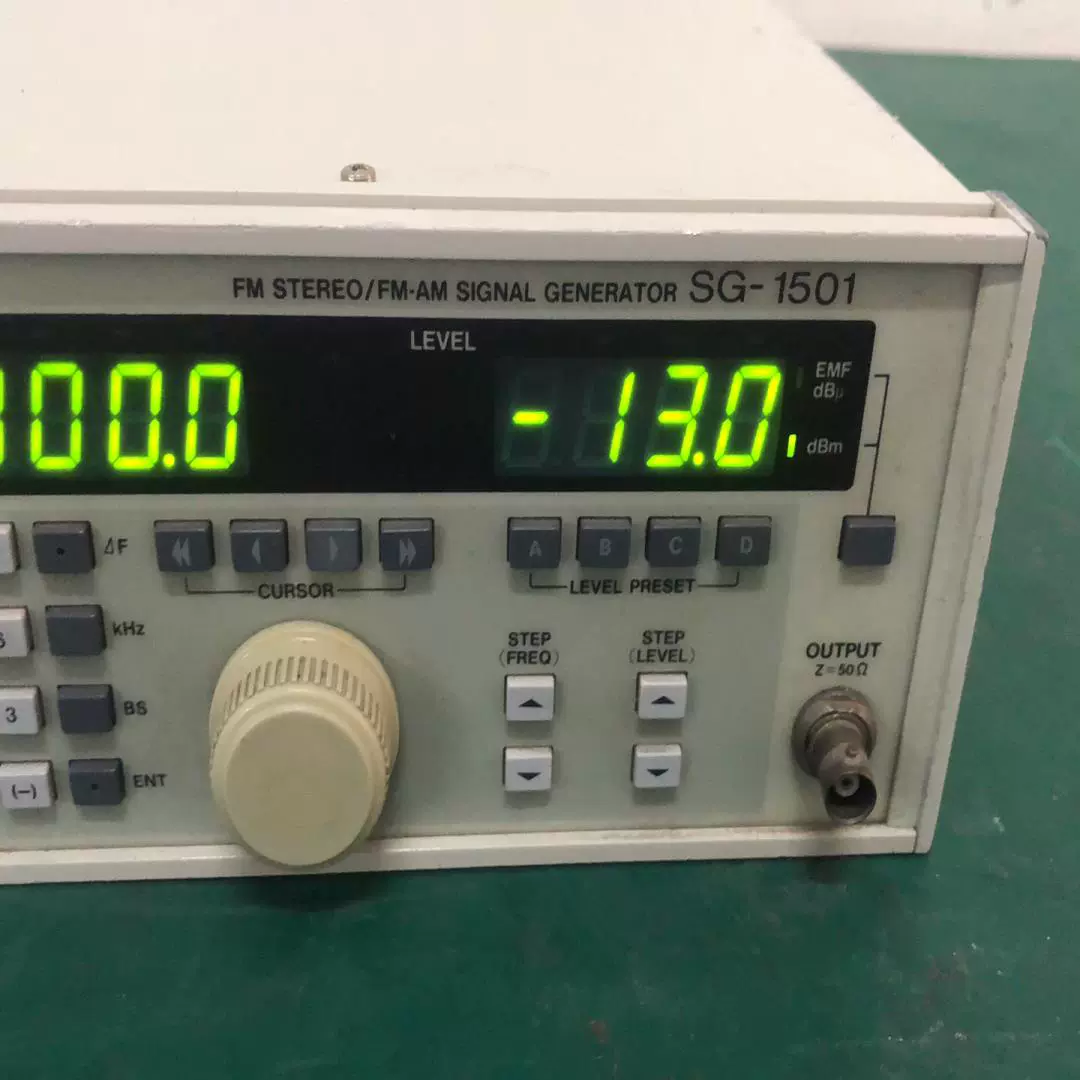 FM STEREO/FM·AM SIGNAL GENERATOR SG-1501
LEVEL
00.0
-13.0
EMF
dBμ
dBm
ΔF
CURSOR
A B C D
LEVEL PRESET
kHz
STEP
(FREQ)
STEP
(LEVEL)
OUTPUT
Z=50Ω
3
BS
(-)
ENT